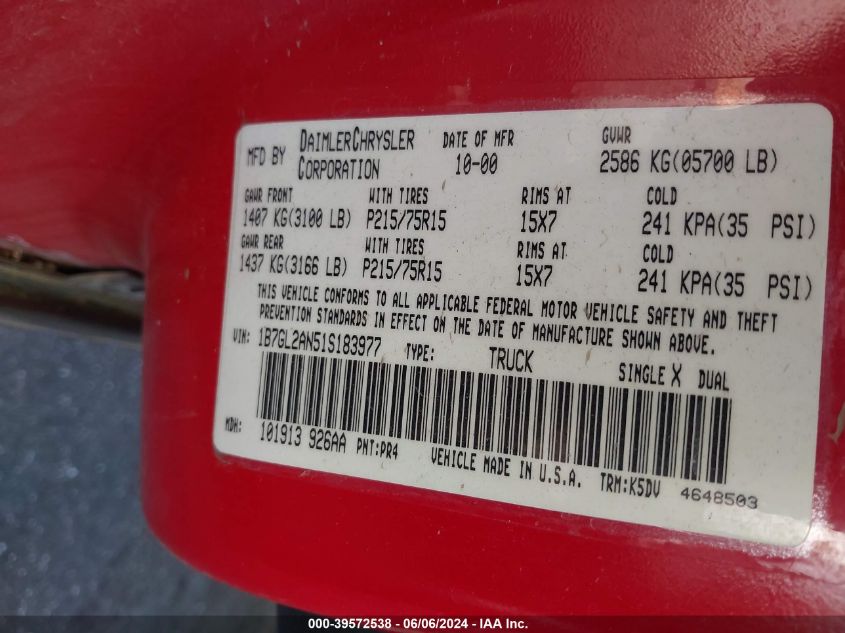 MFD BY DAIMLERCHRYSLER CORPORATION DATE OF MFR 10-00 GVWR 2586 KG(05700 LB)
GAWR FRONT WITH TIRES RIMS AT COLD
1407 KG(3100 LB) P215/75R15 15X7 241 KPA(35 PSI)
GAWR REAR WITH TIRES RIMS AT COLD
1437 KG(3166 LB) P215/75R15 15X7 241 KPA(35 PSI)
THIS VEHICLE CONFORMS TO ALL APPLICABLE FEDERAL MOTOR VEHICLE SAFETY AND THEFT
PREVENTION STANDARDS IN EFFECT ON THE DATE OF MANUFACTURE SHOWN ABOVE.
VIN: 1B7GL2AN51S183977 TYPE: TRUCK SINGLE X DUAL
MDH: 101913 926AA PNT:PR4 VEHICLE MADE IN U.S.A. TRM:K5DV 4648503
000-39572538 - 06/06/2024 - IAA Inc.